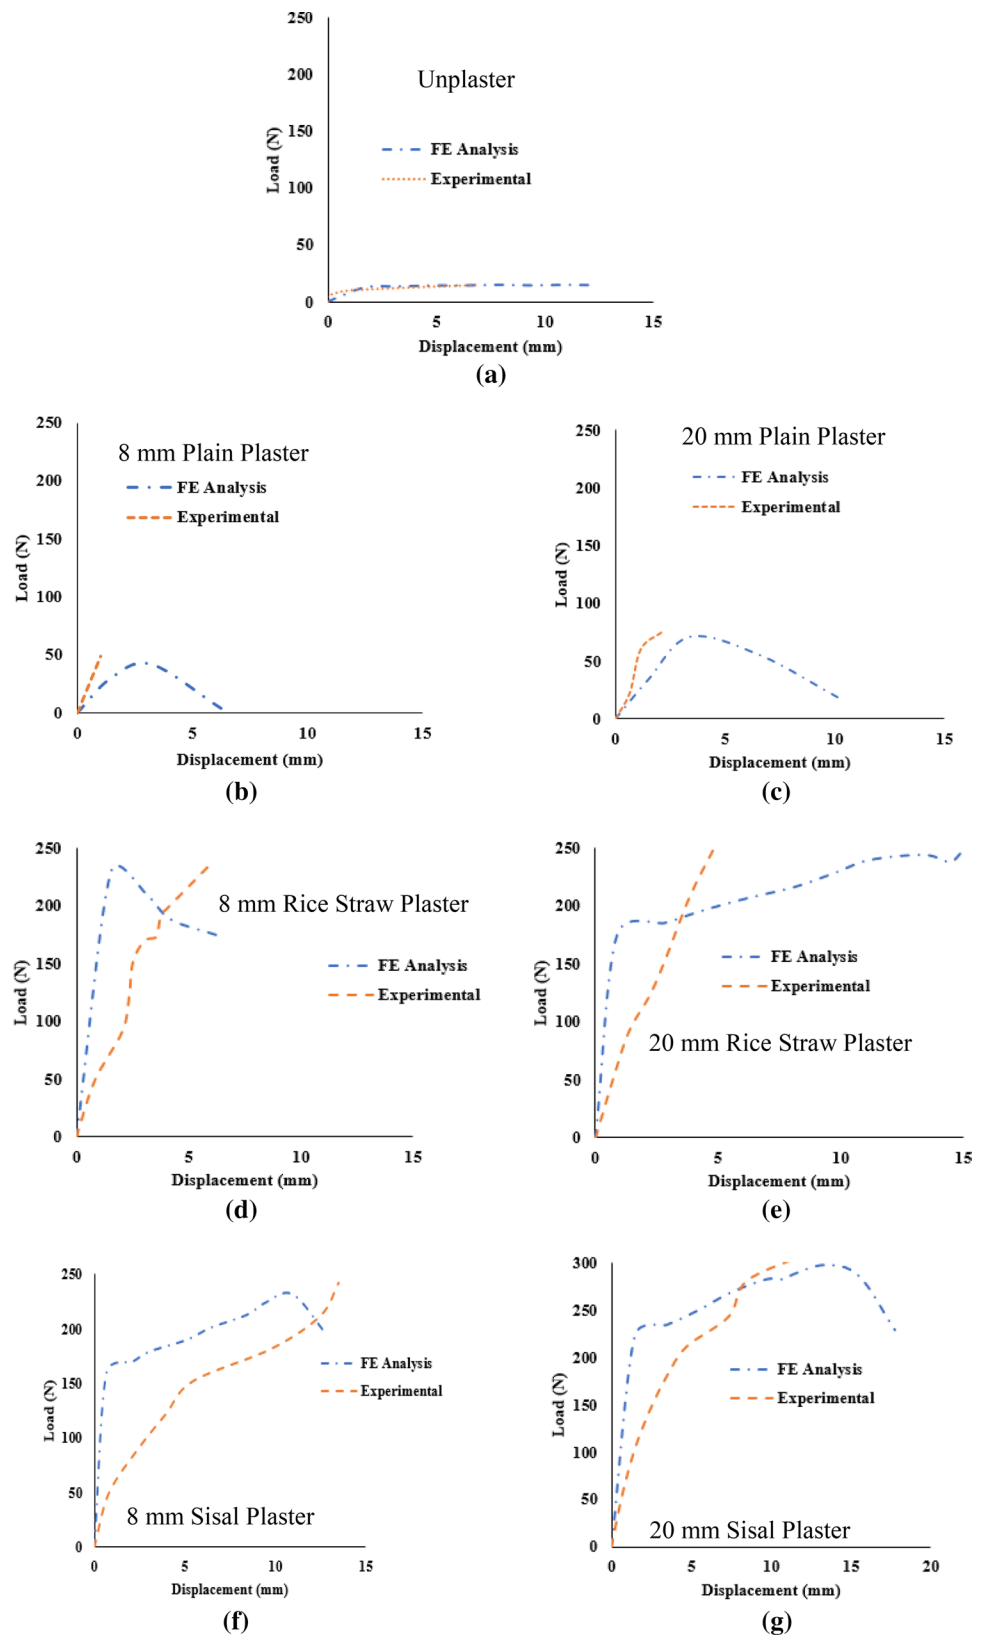 250
200
150
100
50
0
Load (N)
Unplaster
FE Analysis
Experimental
0 5 10 15
Displacement (mm)
(a)
250
200
150
100
50
0
Load (N)
8 mm Plain Plaster
FE Analysis
Experimental
0 5 10 15
Displacement (mm)
(b)
250
200
150
100
50
0
Load (N)
20 mm Plain Plaster
FE Analysis
Experimental
0 5 10 15
Displacement (mm)
(c)
250
200
150
100
50
0
Load (N)
8 mm Rice Straw Plaster
FE Analysis
Experimental
0 5 10 15
Displacement (mm)
(d)
250
200
150
100
50
0
Load (N)
FE Analysis
Experimental
20 mm Rice Straw Plaster
0 5 10 15
Displacement (mm)
(e)
250
200
150
100
50
0
Load (N)
FE Analysis
Experimental
8 mm Sisal Plaster
0 5 10 15
Displacement (mm)
(f)
300
250
200
150
100
50
0
Load (N)
FE Analysis
Experimental
20 mm Sisal Plaster
0 5 10 15 20
Displacement (mm)
(g)